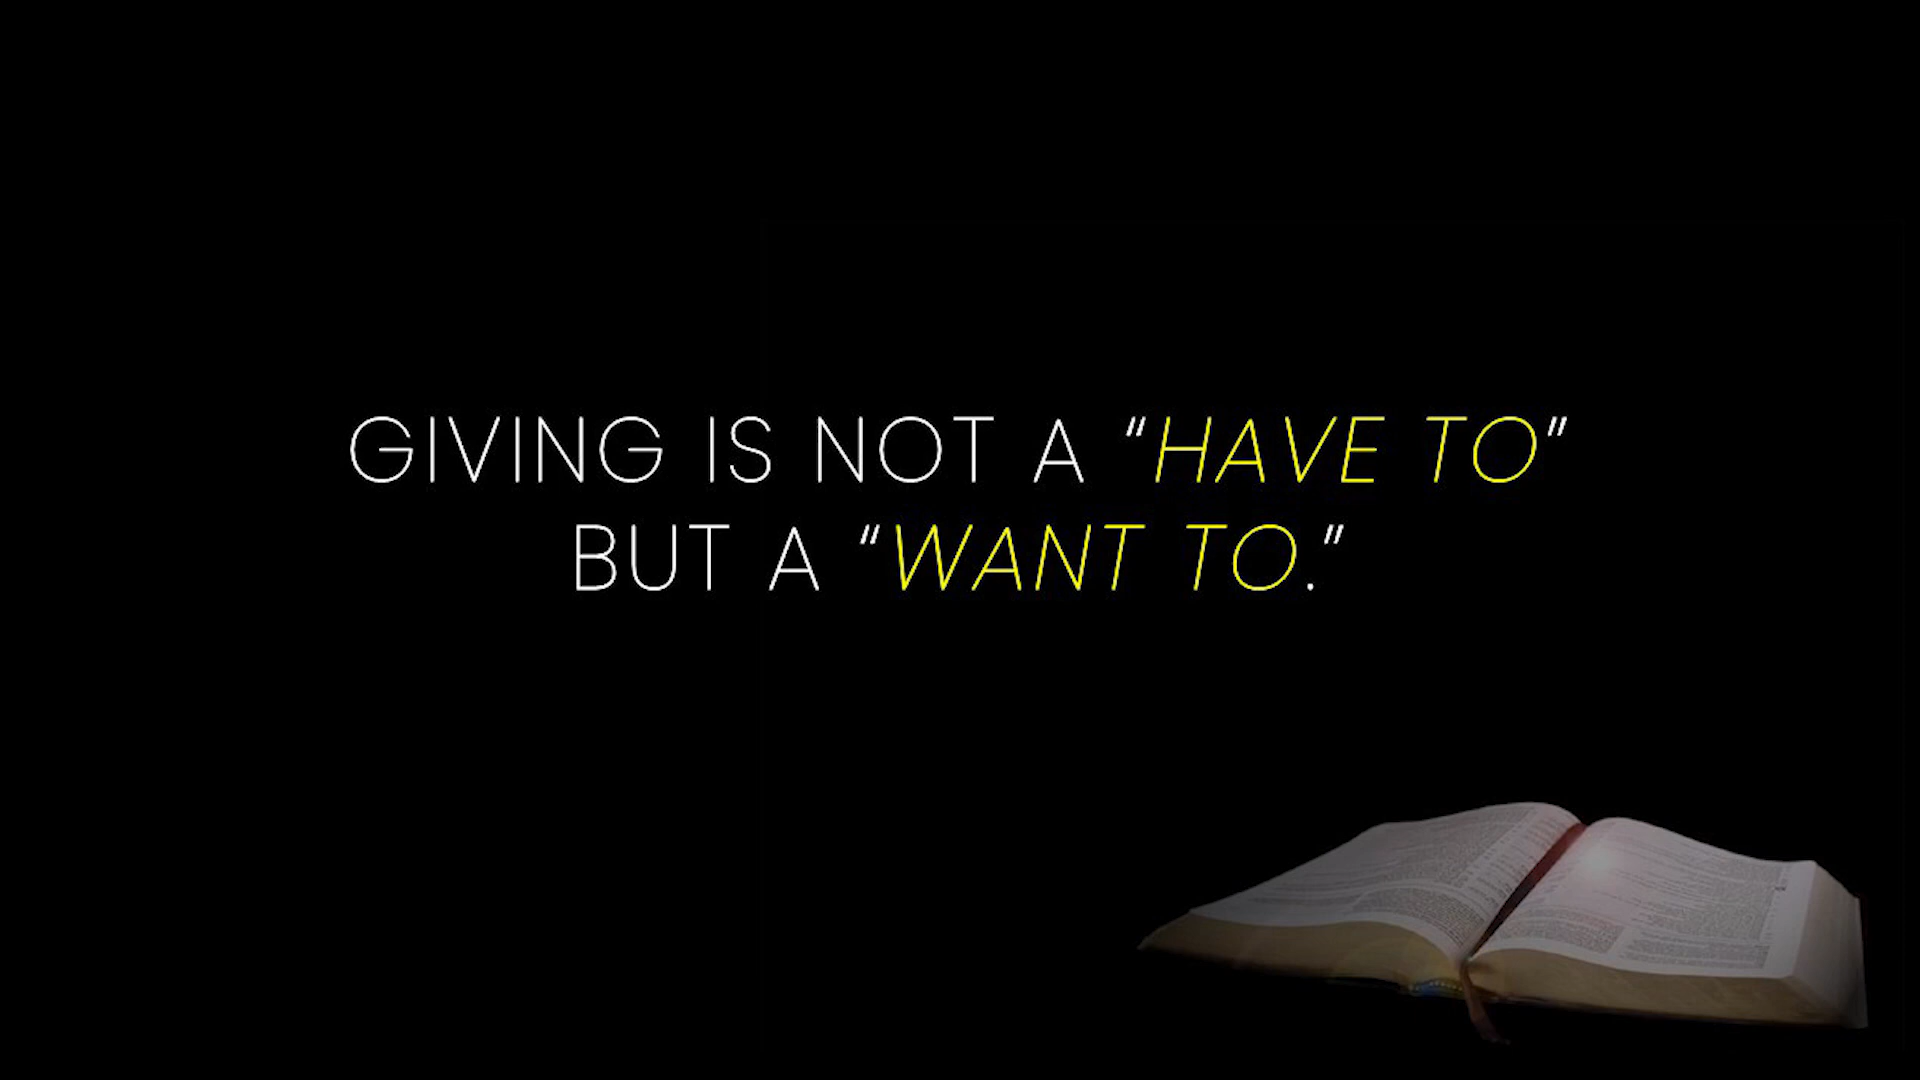 GIVING IS NOT A “HAVE TO”
BUT A “WANT TO.”